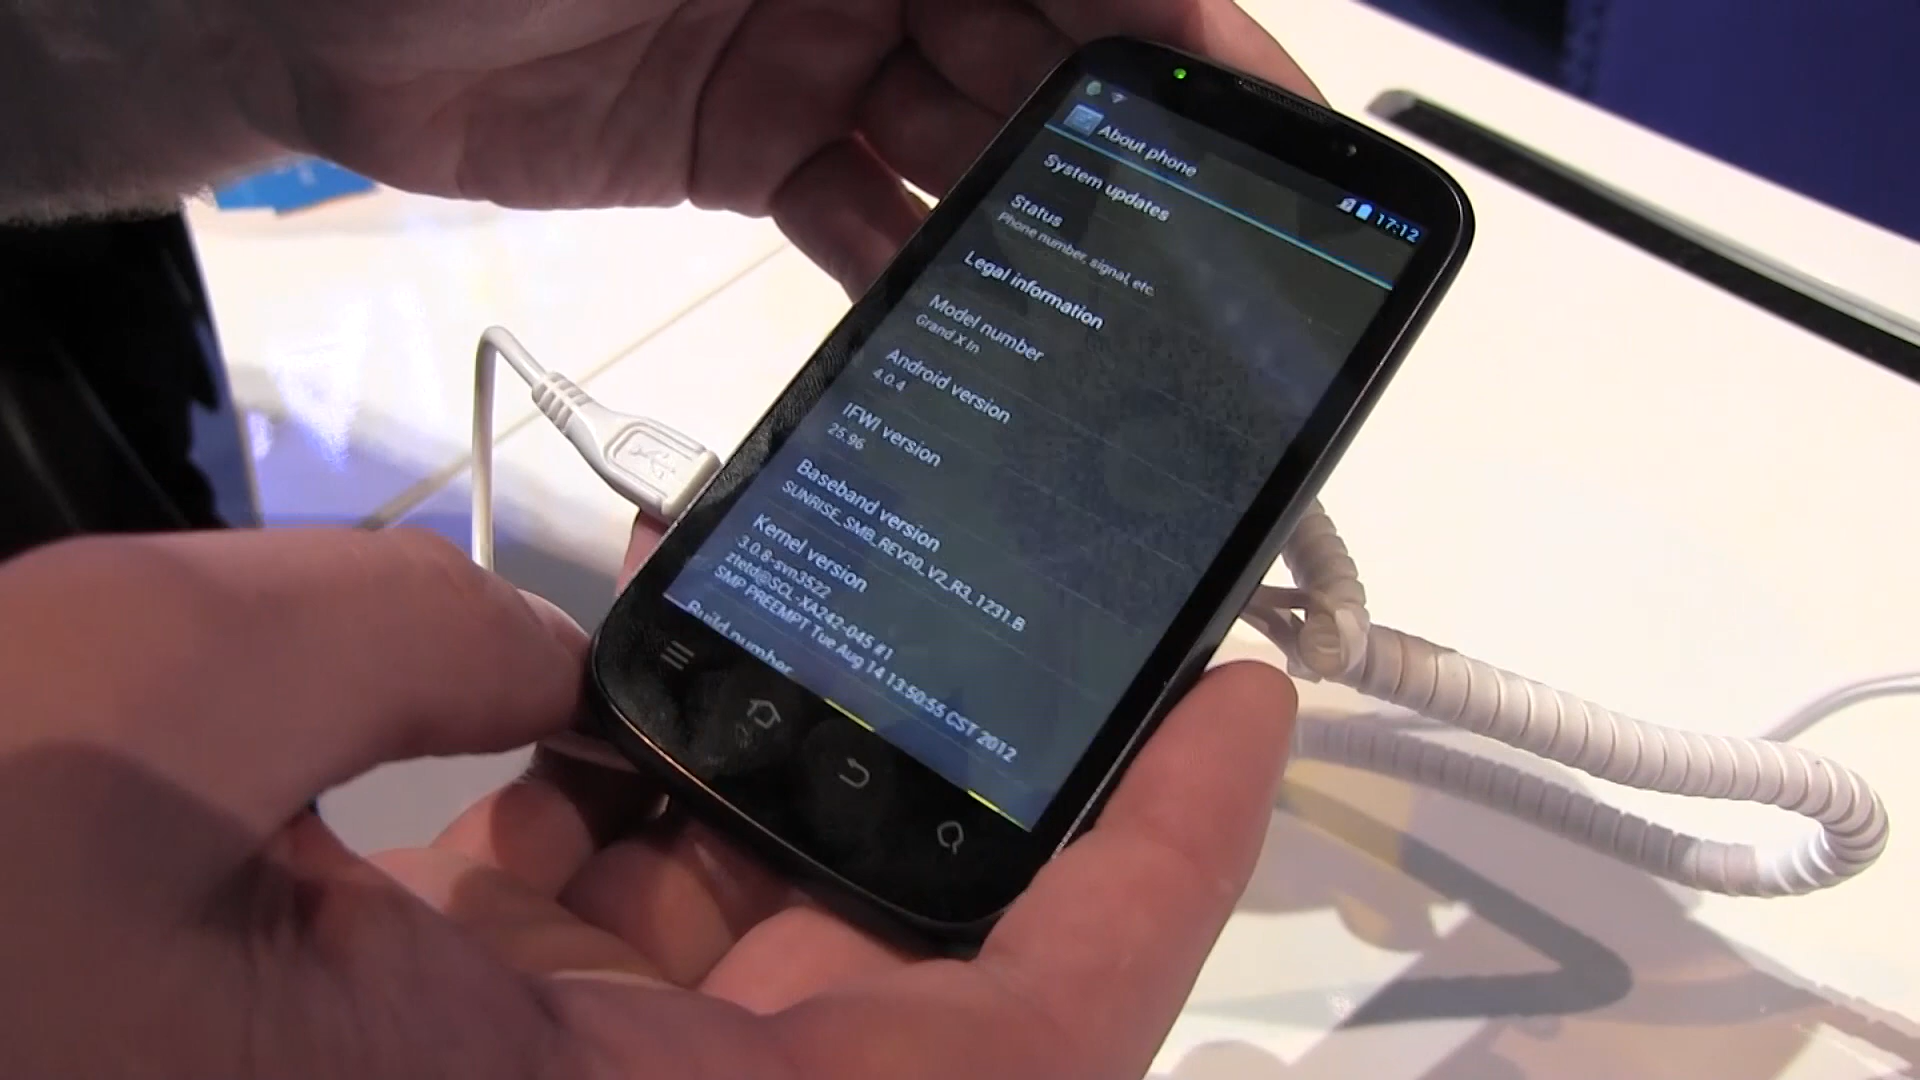 17:12
About phone
System updates
Status
Phone number, signal, etc.
Legal information
Model number
Grand X In
Android version
4.0.4
IFWI version
25.96
Baseband version
SUNRISE_SMB_REV30_V2_R3_1231.B
Kernel version
3.0.8-svn3522
ztetd@SCL-XA242-045 #1
SMP PREEMPT Tue Aug 14 13:50:55 CST 2012
Build number